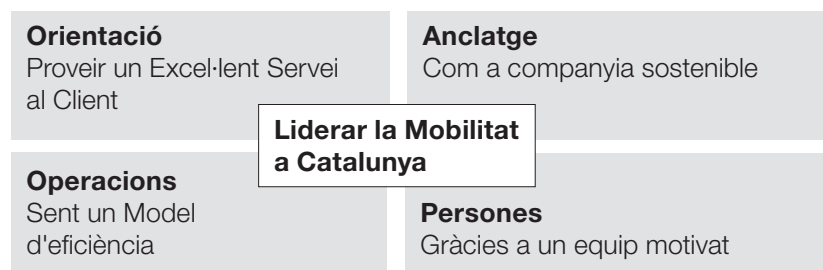 Orientació
Proveir un Excel·lent Servei
al Client
Anclatge
Com a companyia sostenible
Liderar la Mobilitat
a Catalunya
Operacions
Sent un Model
d'eficiència
Persones
Gràcies a un equip motivat